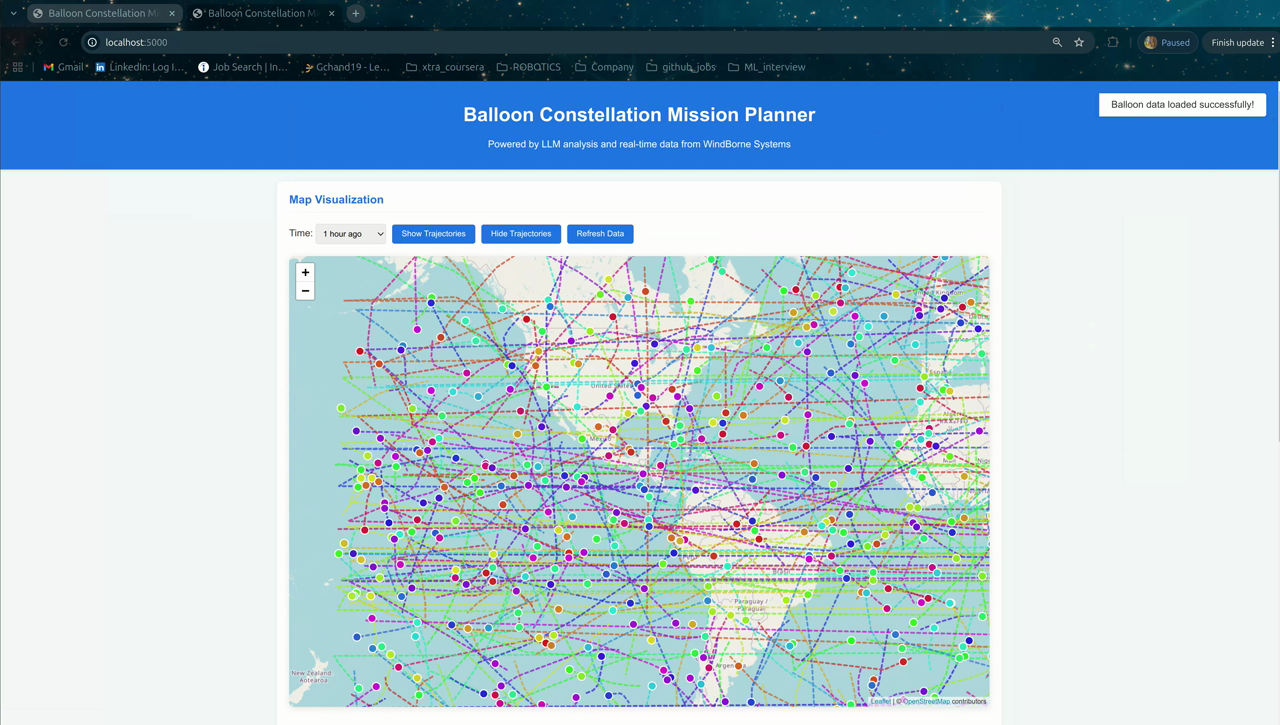 Balloon Constellation Mi
Balloon Constellation M
localhost:5000
Paused
Finish update
Gmail
LinkedIn: Log I...
Job Search | In...
Gchand19 - Le...
xtra_coursera
ROBOTICS
Company
github_jobs
ML_interview
Balloon Constellation Mission Planner
Balloon data loaded successfully!
Powered by LLM analysis and real-time data from WindBorne Systems
Map Visualization
Time: 1 hour ago Show Trajectories Hide Trajectories Refresh Data
+
−
United States
México
Paraguay /
Paraguái
New Zealand
Aotearoa
Leaflet | © OpenStreetMap contributors